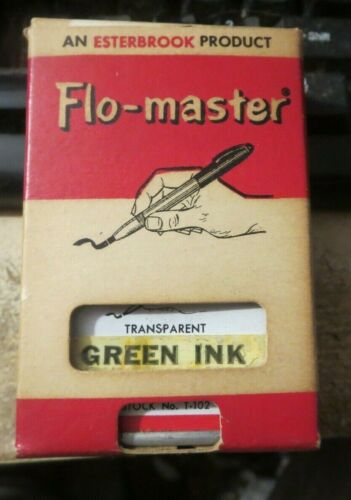 AN ESTERBROOK PRODUCT
Flo-master®
TRANSPARENT
GREEN INK
STOCK No. T-102